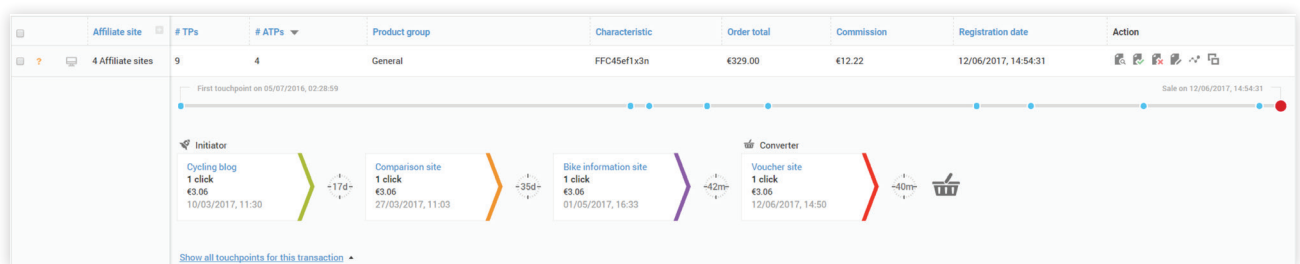 Affiliate site # TPs # ATPs Product group Characteristic Order total Commission Registration date Action
? 4 Affiliate sites 9 4 General FFC45ef1x3n €329.00 €12.22 12/06/2017, 14:54:31
First touchpoint on 05/07/2016, 02:28:59 Sale on 12/06/2017, 14:54:31
Initiator Converter
Cycling blog Comparison site Bike information site Voucher site
1 click 1 click 1 click 1 click
-17d- -35d- -42m- -40m-
€3.06 €3.06 €3.06 €3.06
10/03/2017, 11:30 27/03/2017, 11:03 01/05/2017, 16:33 12/06/2017, 14:50
Show all touchpoints for this transaction